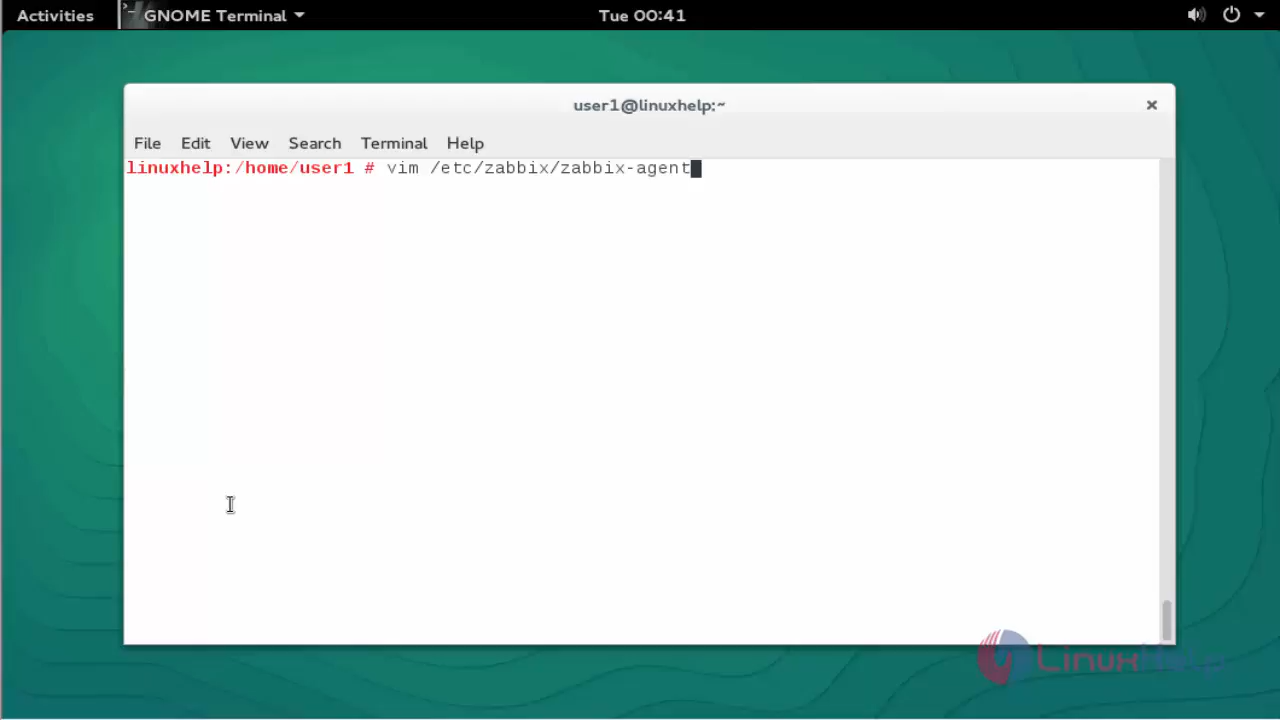 Activities GNOME Terminal Tue 00:41
user1@linuxhelp:~
File Edit View Search Terminal Help
linuxhelp:/home/user1 # vim /etc/zabbix/zabbix-agent
LinuxHelp